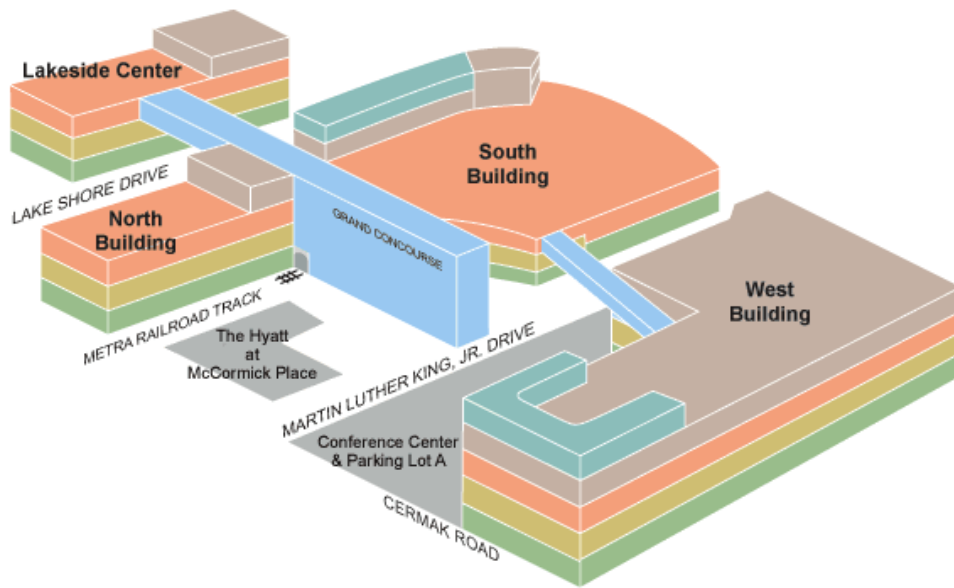 Lakeside Center
LAKE SHORE DRIVE
North
Building
GRAND CONCOURSE
South
Building
METRA RAILROAD TRACK
The Hyatt
at
McCormick Place
MARTIN LUTHER KING, JR. DRIVE
West
Building
Conference Center
& Parking Lot A
CERMAK ROAD